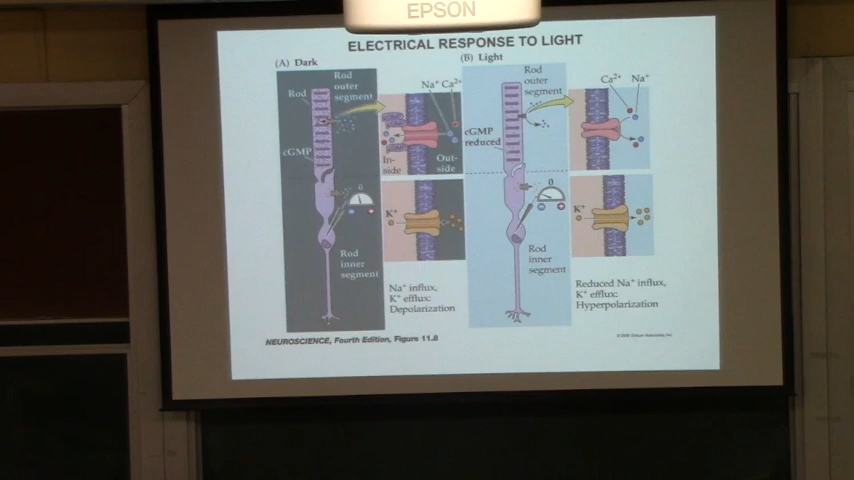 EPSON
ELECTRICAL RESPONSE TO LIGHT
(A) Dark
Rod
Rod
outer
segment
cGMP
Na⁺ Ca²⁺
In-
side
Out-
side
0
K⁺
Rod
inner
segment
Na⁺ influx,
K⁺ efflux:
Depolarization
(B) Light
Rod
outer
segment
cGMP
reduced
Ca²⁺ Na⁺
0
K⁺
Rod
inner
segment
Reduced Na⁺ influx,
K⁺ efflux:
Hyperpolarization
NEUROSCIENCE, Fourth Edition, Figure 11.8